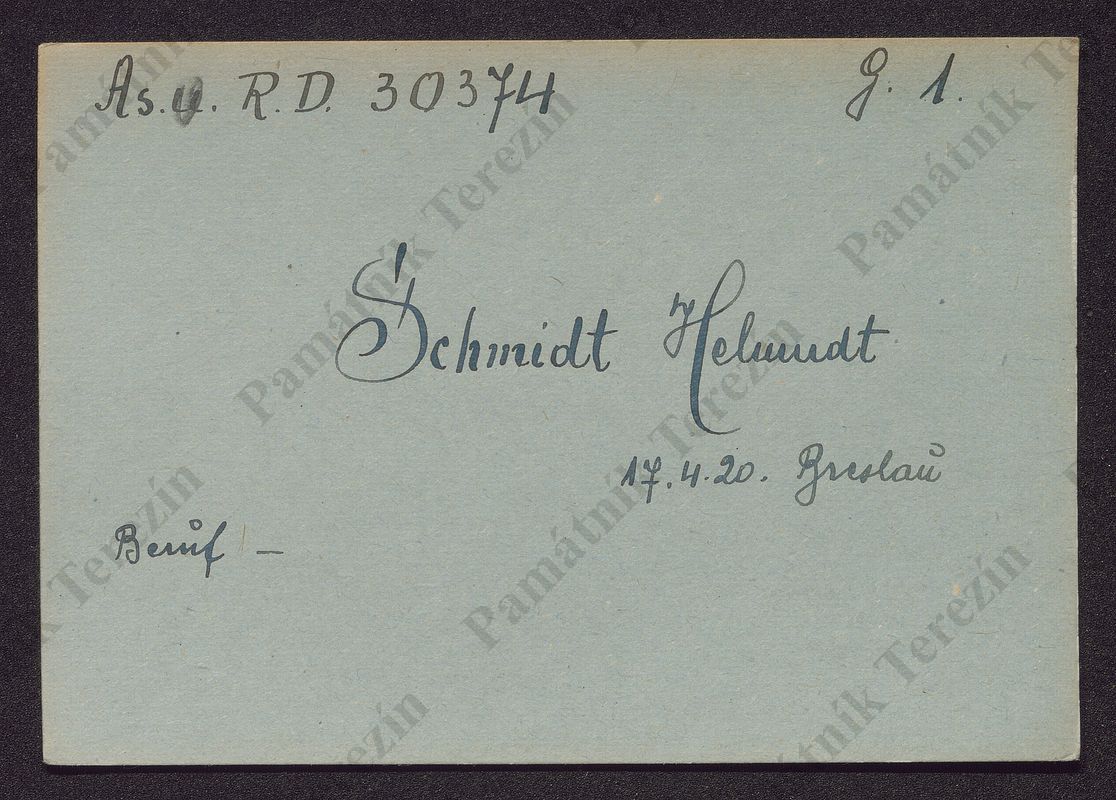 As. u. R.D. 30374 G. 1.
Schmidt Helmudt
17.4.20. Breslau
Beruf —
Památník Terezín